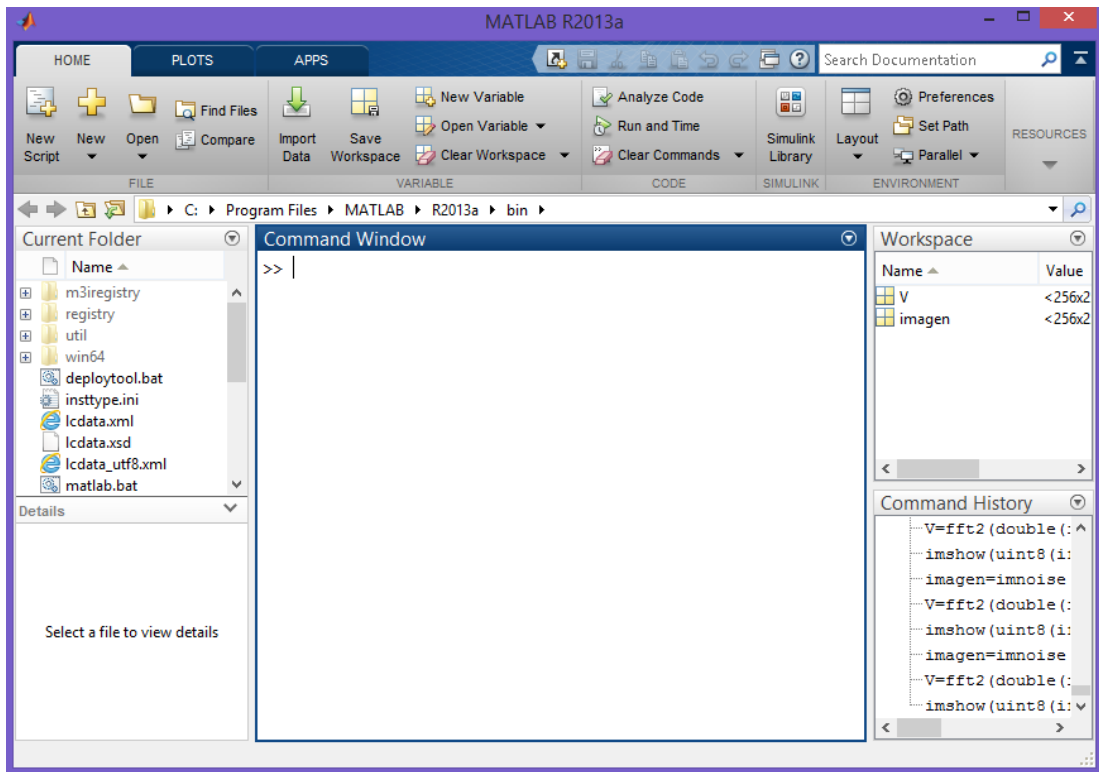 MATLAB R2013a
HOME PLOTS APPS Search Documentation
New Script
New
Open
Find Files
Compare
Import Data
Save Workspace
New Variable
Open Variable
Clear Workspace
Analyze Code
Run and Time
Clear Commands
Simulink Library
Layout
Preferences
Set Path
Parallel
RESOURCES
FILE VARIABLE CODE SIMULINK ENVIRONMENT
C: Program Files MATLAB R2013a bin
Current Folder
Name
m3iregistry
registry
util
win64
deploytool.bat
insttype.ini
lcdata.xml
lcdata.xsd
lcdata_utf8.xml
matlab.bat
Details
Select a file to view details
Command Window
>>
Workspace
Name Value
V <256x2
imagen <256x2
Command History
V=fft2(double(
imshow(uint8(i
imagen=imnoise
V=fft2(double(
imshow(uint8(i
imagen=imnoise
V=fft2(double(
imshow(uint8(i